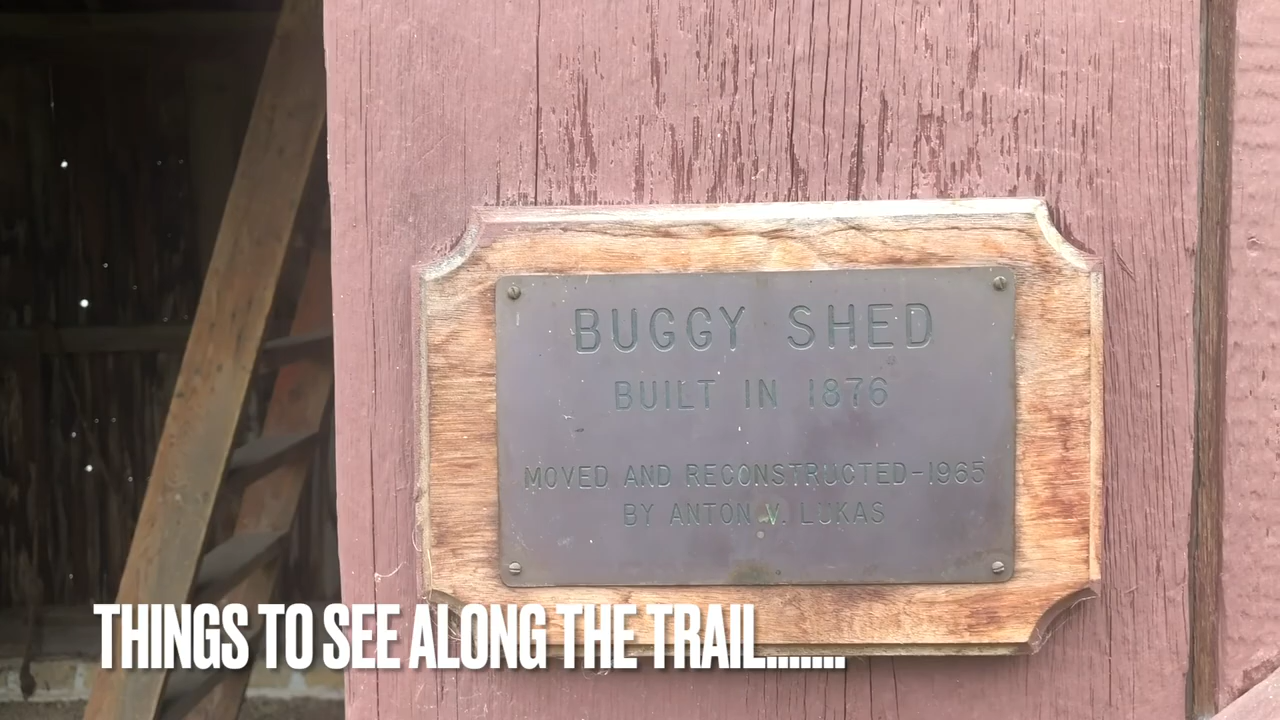 BUGGY SHED
BUILT IN 1876
MOVED AND RECONSTRUCTED-1965
BY ANTON V. LUKAS
THINGS TO SEE ALONG THE TRAIL.......